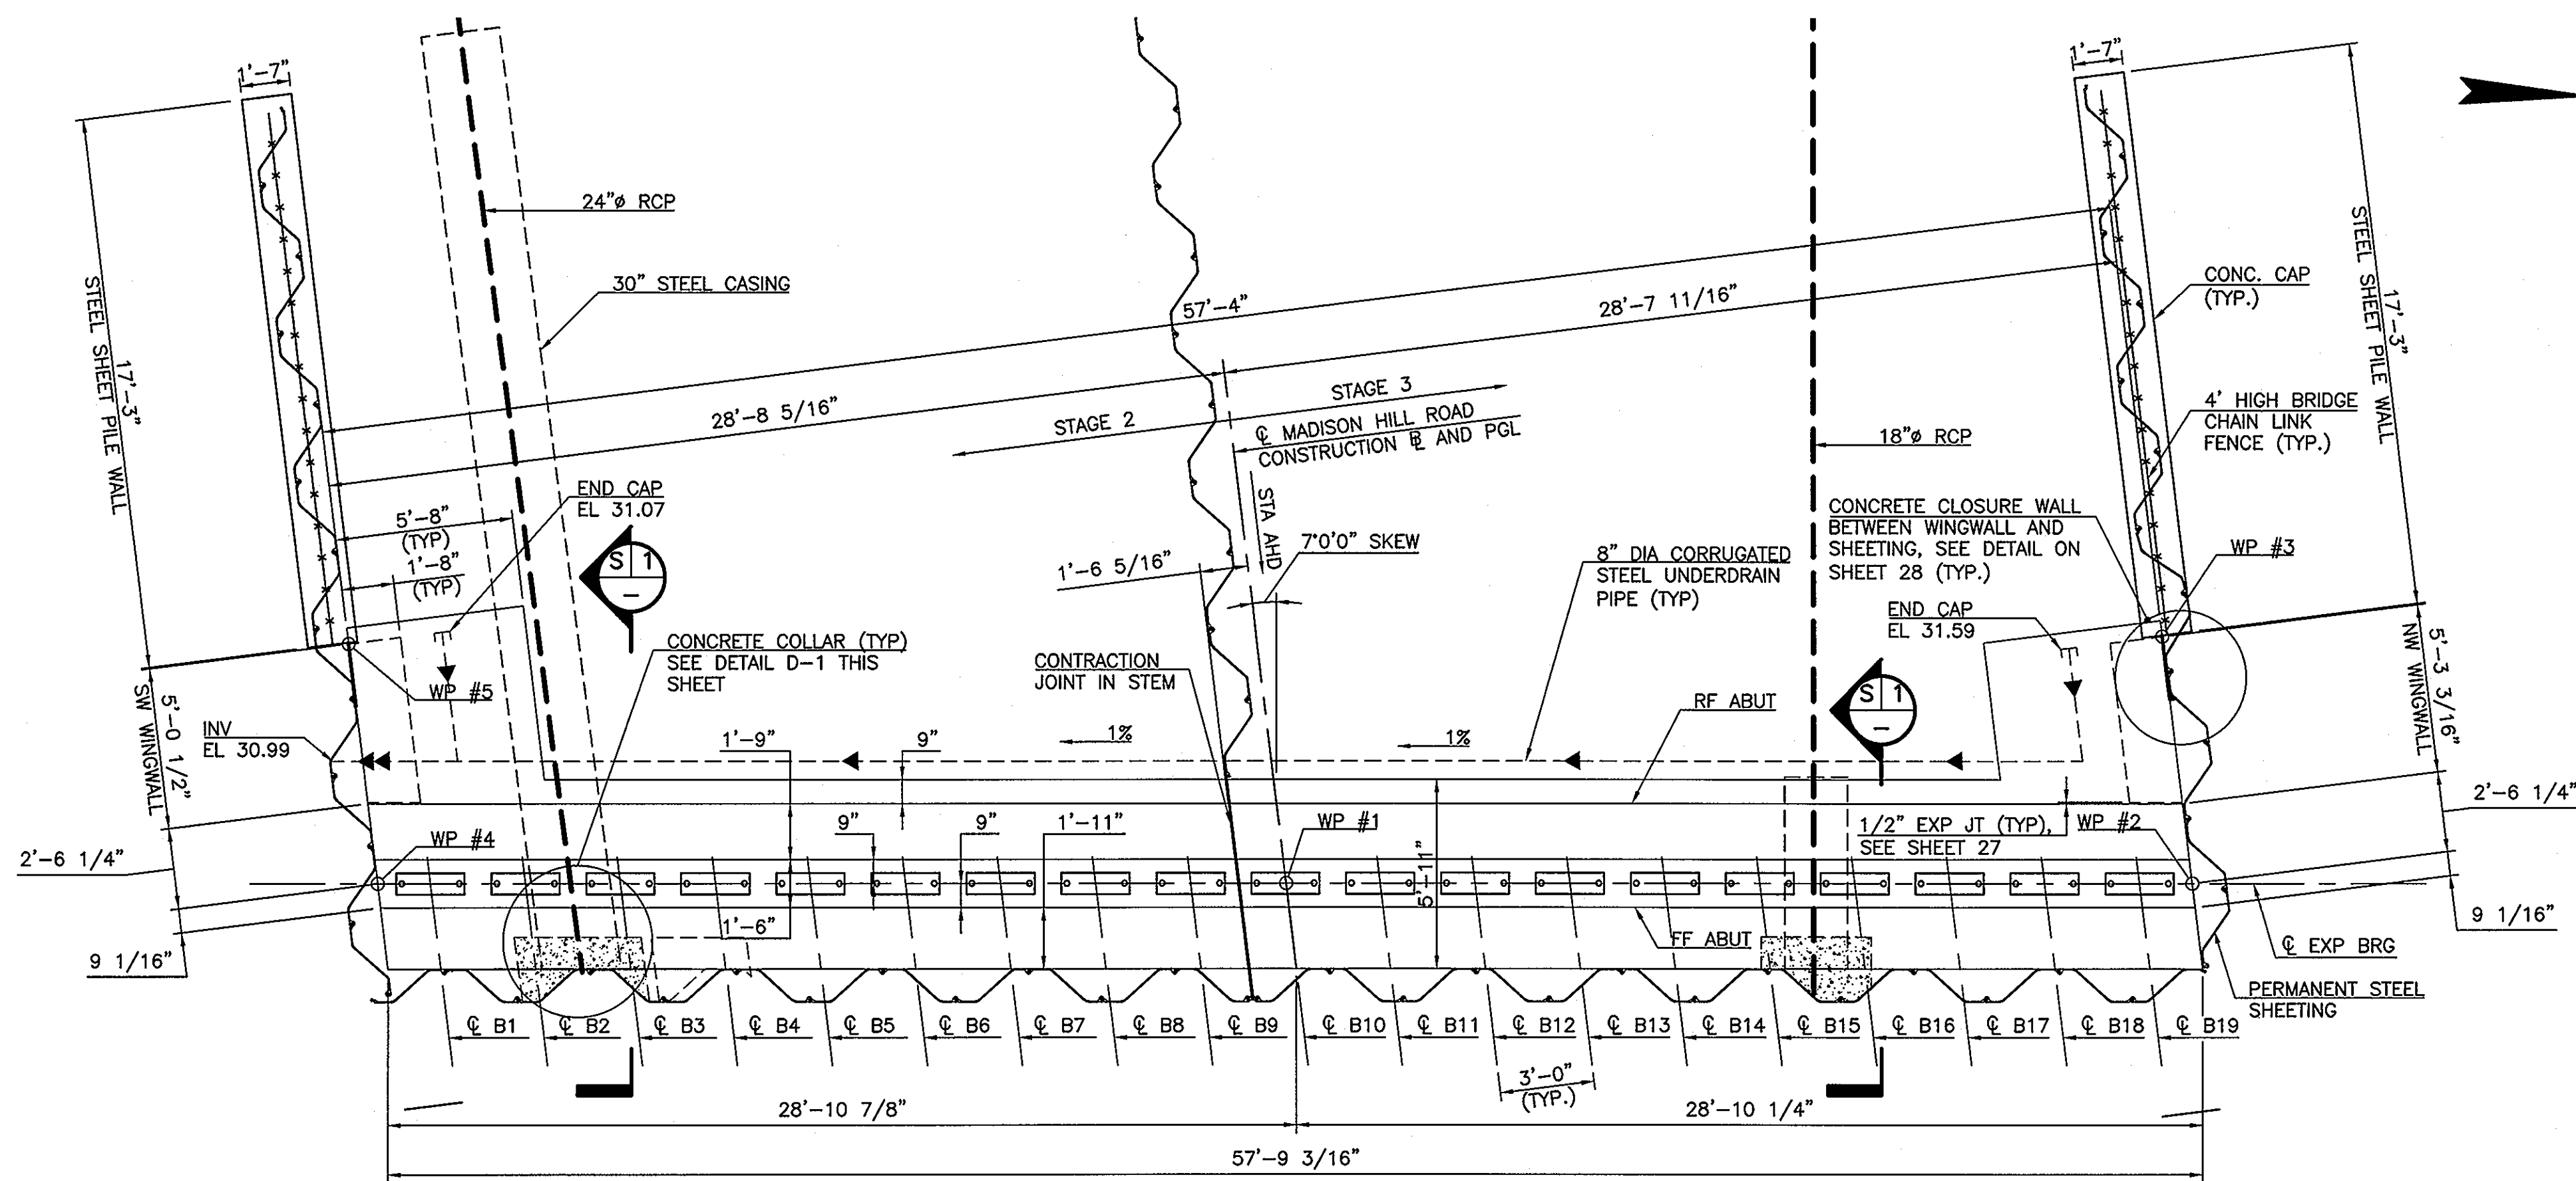 1'-7"
1'-7"
24"ø RCP
30" STEEL CASING
STEEL SHEET PILE WALL
17'-3"
57'-4"
28'-7 11/16"
28'-8 5/16"
STAGE 3
STAGE 2
℄ MADISON HILL ROAD
CONSTRUCTION BL AND PGL
STA AHD
7°0'0" SKEW
1'-6 5/16"
18"ø RCP
CONC. CAP
(TYP.)
STEEL SHEET PILE WALL
17'-3"
4' HIGH BRIDGE
CHAIN LINK
FENCE (TYP.)
END CAP
EL 31.07
5'-8"
(TYP)
1'-8"
(TYP)
S 1
-
CONCRETE COLLAR (TYP)
SEE DETAIL D-1 THIS
SHEET
CONTRACTION
JOINT IN STEM
8" DIA CORRUGATED
STEEL UNDERDRAIN
PIPE (TYP)
CONCRETE CLOSURE WALL
BETWEEN WINGWALL AND
SHEETING, SEE DETAIL ON
SHEET 28 (TYP.)
WP #3
END CAP
EL 31.59
S 1
-
RF ABUT
WP #5
SW WINGWALL
5'-0 1/2"
INV
EL 30.99
1'-9"
9"
1%
1%
5'-3 3/16"
NW WINGWALL
2'-6 1/4"
2'-6 1/4"
WP #4
9"
9"
1'-11"
WP #1
5'-11"
1/2" EXP JT (TYP),
SEE SHEET 27
WP #2
9 1/16"
9 1/16"
1'-6"
FF ABUT
℄ EXP BRG
PERMANENT STEEL
SHEETING
℄ B1
℄ B2
℄ B3
℄ B4
℄ B5
℄ B6
℄ B7
℄ B8
℄ B9
℄ B10
℄ B11
℄ B12
℄ B13
℄ B14
℄ B15
℄ B16
℄ B17
℄ B18
℄ B19
3'-0"
(TYP.)
28'-10 7/8"
28'-10 1/4"
57'-9 3/16"